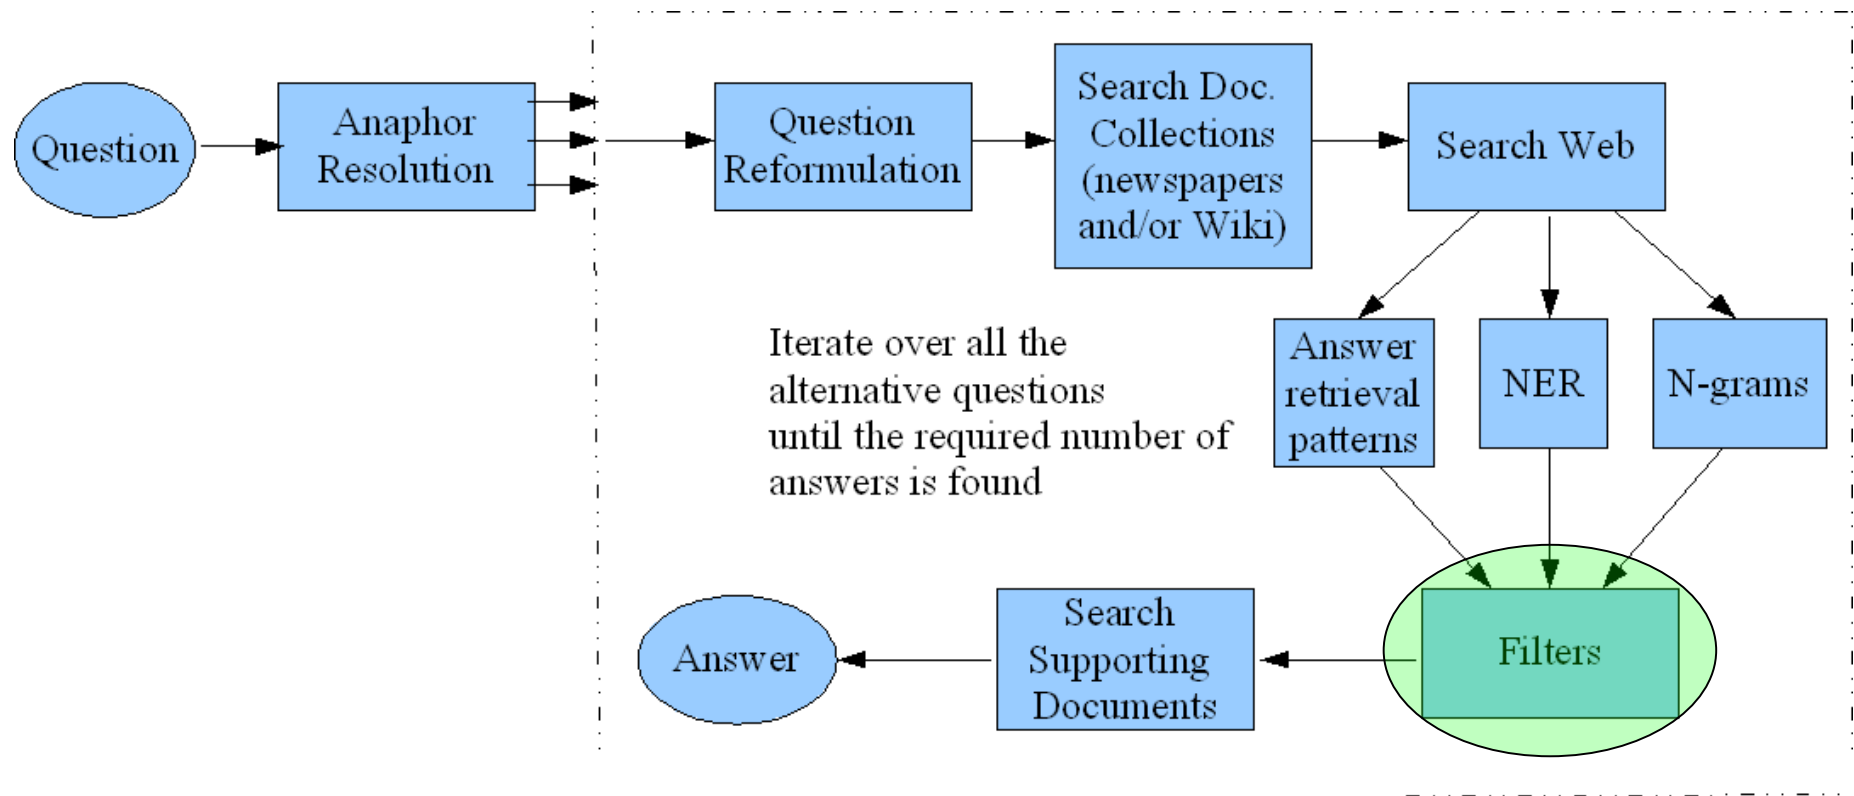 Question
Anaphor
Resolution
Question
Reformulation
Search Doc.
Collections
(newspapers
and/or Wiki)
Search Web
Iterate over all the
alternative questions
until the required number of
answers is found
Answer
retrieval
patterns
NER
N-grams
Answer
Search
Supporting
Documents
Filters